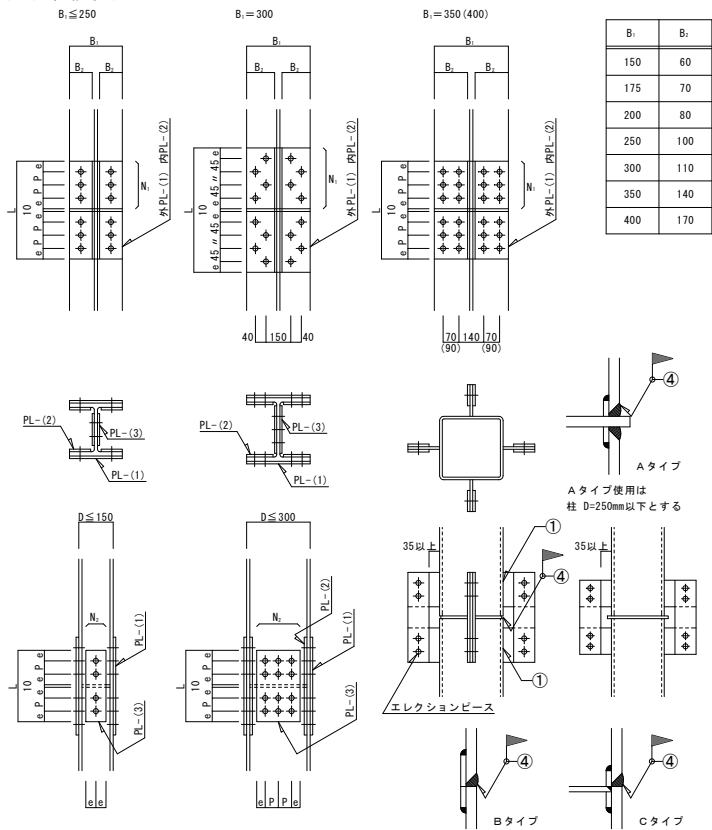 B₁≦250
B₁=300
B₁=350(400)
B₁
B₂ B₂
B₁
B₂ B₂
B₁
B₂ B₂
B₁ B₂
150 60
175 70
200 80
250 100
300 110
350 140
400 170
L
10
e P P e e P P e
N₁
外PL-(1) 内PL-(2)
L
10
e 45 〃 45 e e 45 〃 45 e
N₁
外PL-(1) 内PL-(2)
L
10
e P P e e P P e
N₁
外PL-(1) 内PL-(2)
40 150 40
70 140 70
(90) (90)
PL-(2)
PL-(3)
PL-(1)
PL-(2)
PL-(3)
PL-(1)
④
Aタイプ
Aタイプ使用は
柱 D=250mm以下とする
D≦150
N₂
PL-(1)
L
10
e P e e P e
PL-(3)
e e
D≦300
N₂
PL-(2)
PL-(1)
L
10
e P e e P e
PL-(3)
e P P e
35以上
①
④
①
エレクションピース
35以上
④
Bタイプ
④
Cタイプ